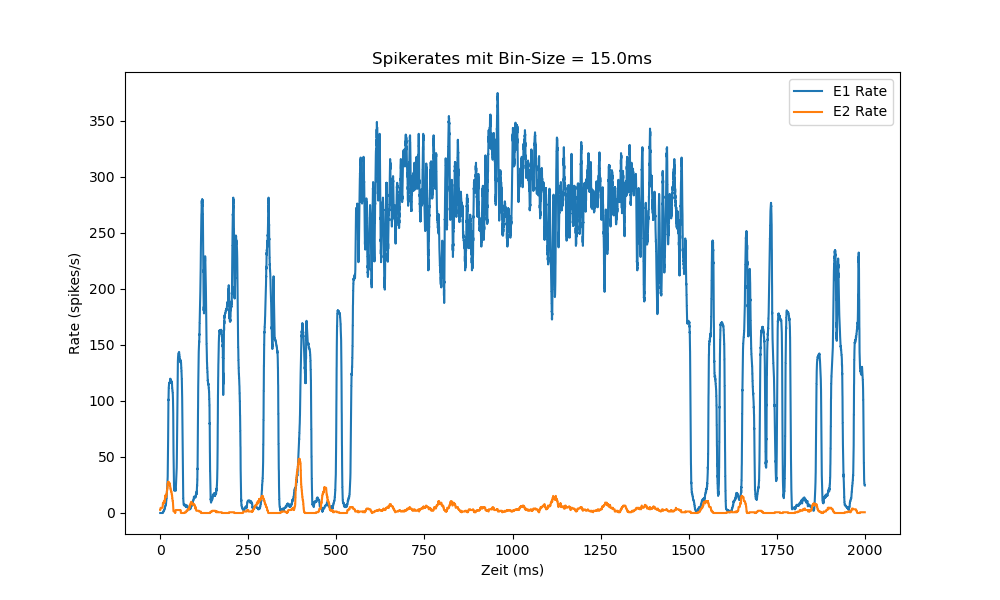 Spikerates mit Bin-Size = 15.0ms
E1 Rate
E2 Rate
Rate (spikes/s)
350
300
250
200
150
100
50
0
0 250 500 750 1000 1250 1500 1750 2000
Zeit (ms)